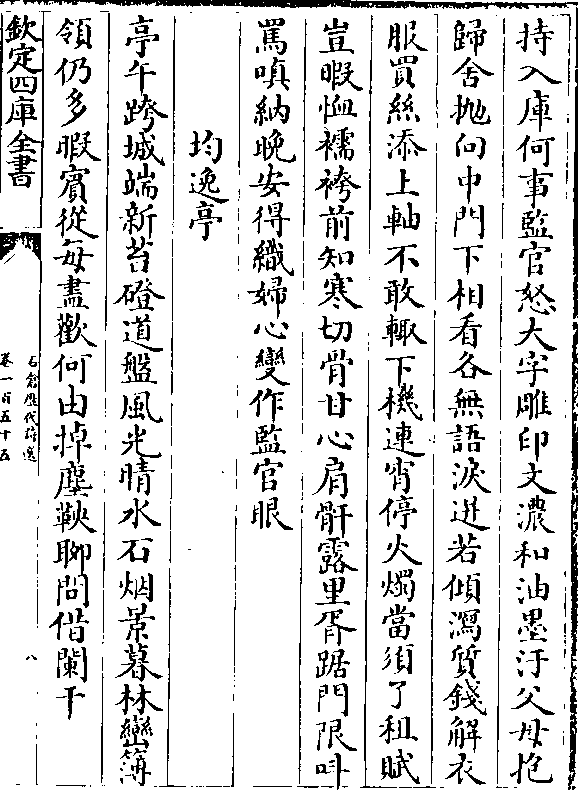 持入庫何事監官怒大字雕印文濃和油墨汙父母抱
歸舍抛向中門下相看各無語淚迸若傾瀉質錢解衣
服買絲添上軸不敢輙下機連宵停火燭當須了租賦
豈暇恤襦袴前知寒切骨甘心肩骭露里胥踞門限呌
罵嗔納晚安得織婦心變作監官眼
均逸亭
亭午跨城端新苔磴道盤風光晴水石烟景暮林巒簿
領仍多暇賓從每盡歡何由掉塵鞅聊問借闌干
欽定四庫全書
石倉歷代詩選
卷一百五十五
八